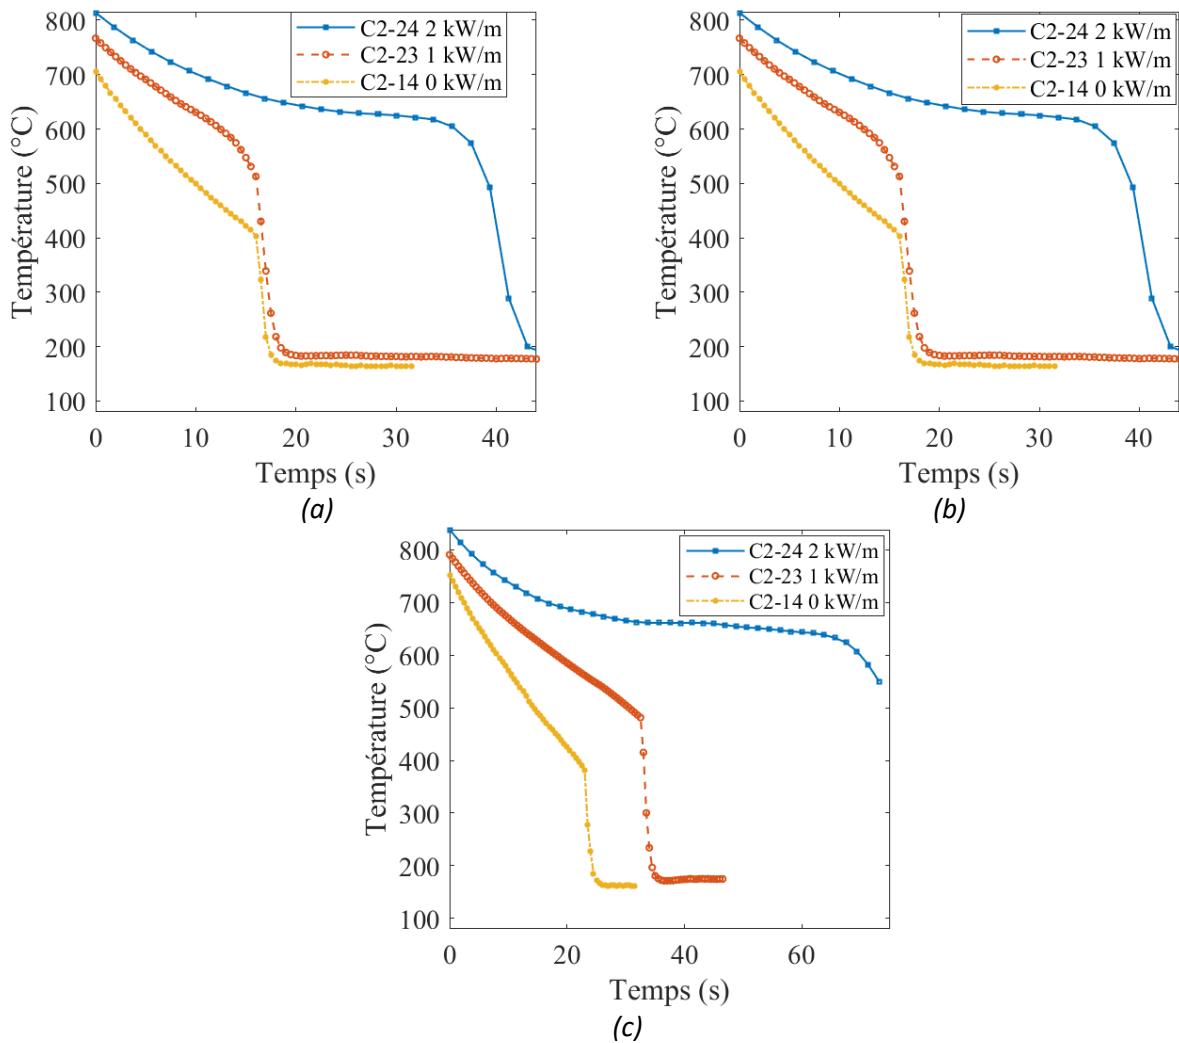 800
700
600
500
400
300
200
100
Température (°C)
0
10
20
30
40
Temps (s)
C2-24 2 kW/m
C2-23 1 kW/m
C2-14 0 kW/m
(a)
800
700
600
500
400
300
200
100
Température (°C)
0
10
20
30
40
Temps (s)
C2-24 2 kW/m
C2-23 1 kW/m
C2-14 0 kW/m
(b)
800
700
600
500
400
300
200
100
Température (°C)
0
20
40
60
Temps (s)
C2-24 2 kW/m
C2-23 1 kW/m
C2-14 0 kW/m
(c)